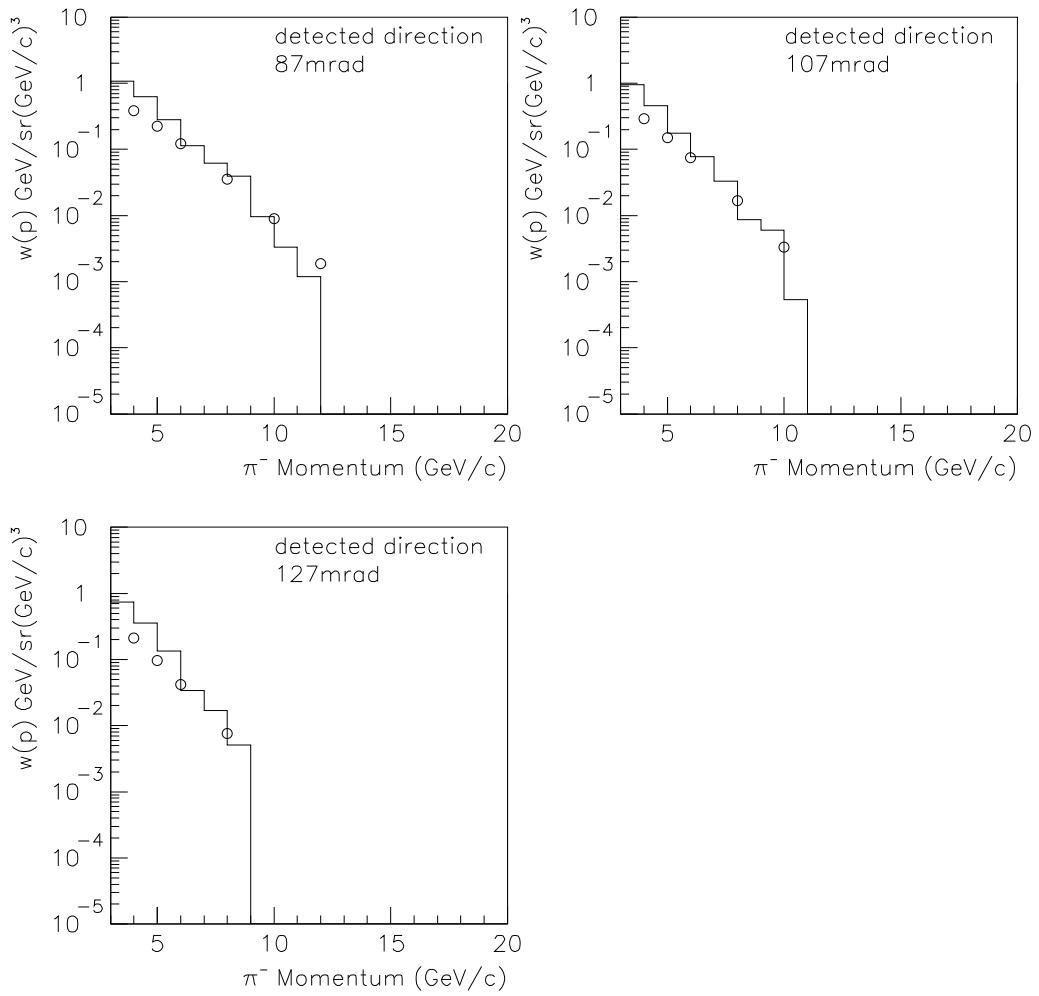 w(p) GeV/sr(GeV/c)³
10
1
10⁻¹
10⁻²
10⁻³
10⁻⁴
10⁻⁵
detected direction
87mrad
5 10 15 20
π⁻ Momentum (GeV/c)
w(p) GeV/sr(GeV/c)³
10
1
10⁻¹
10⁻²
10⁻³
10⁻⁴
10⁻⁵
detected direction
107mrad
5 10 15 20
π⁻ Momentum (GeV/c)
w(p) GeV/sr(GeV/c)³
10
1
10⁻¹
10⁻²
10⁻³
10⁻⁴
10⁻⁵
detected direction
127mrad
5 10 15 20
π⁻ Momentum (GeV/c)